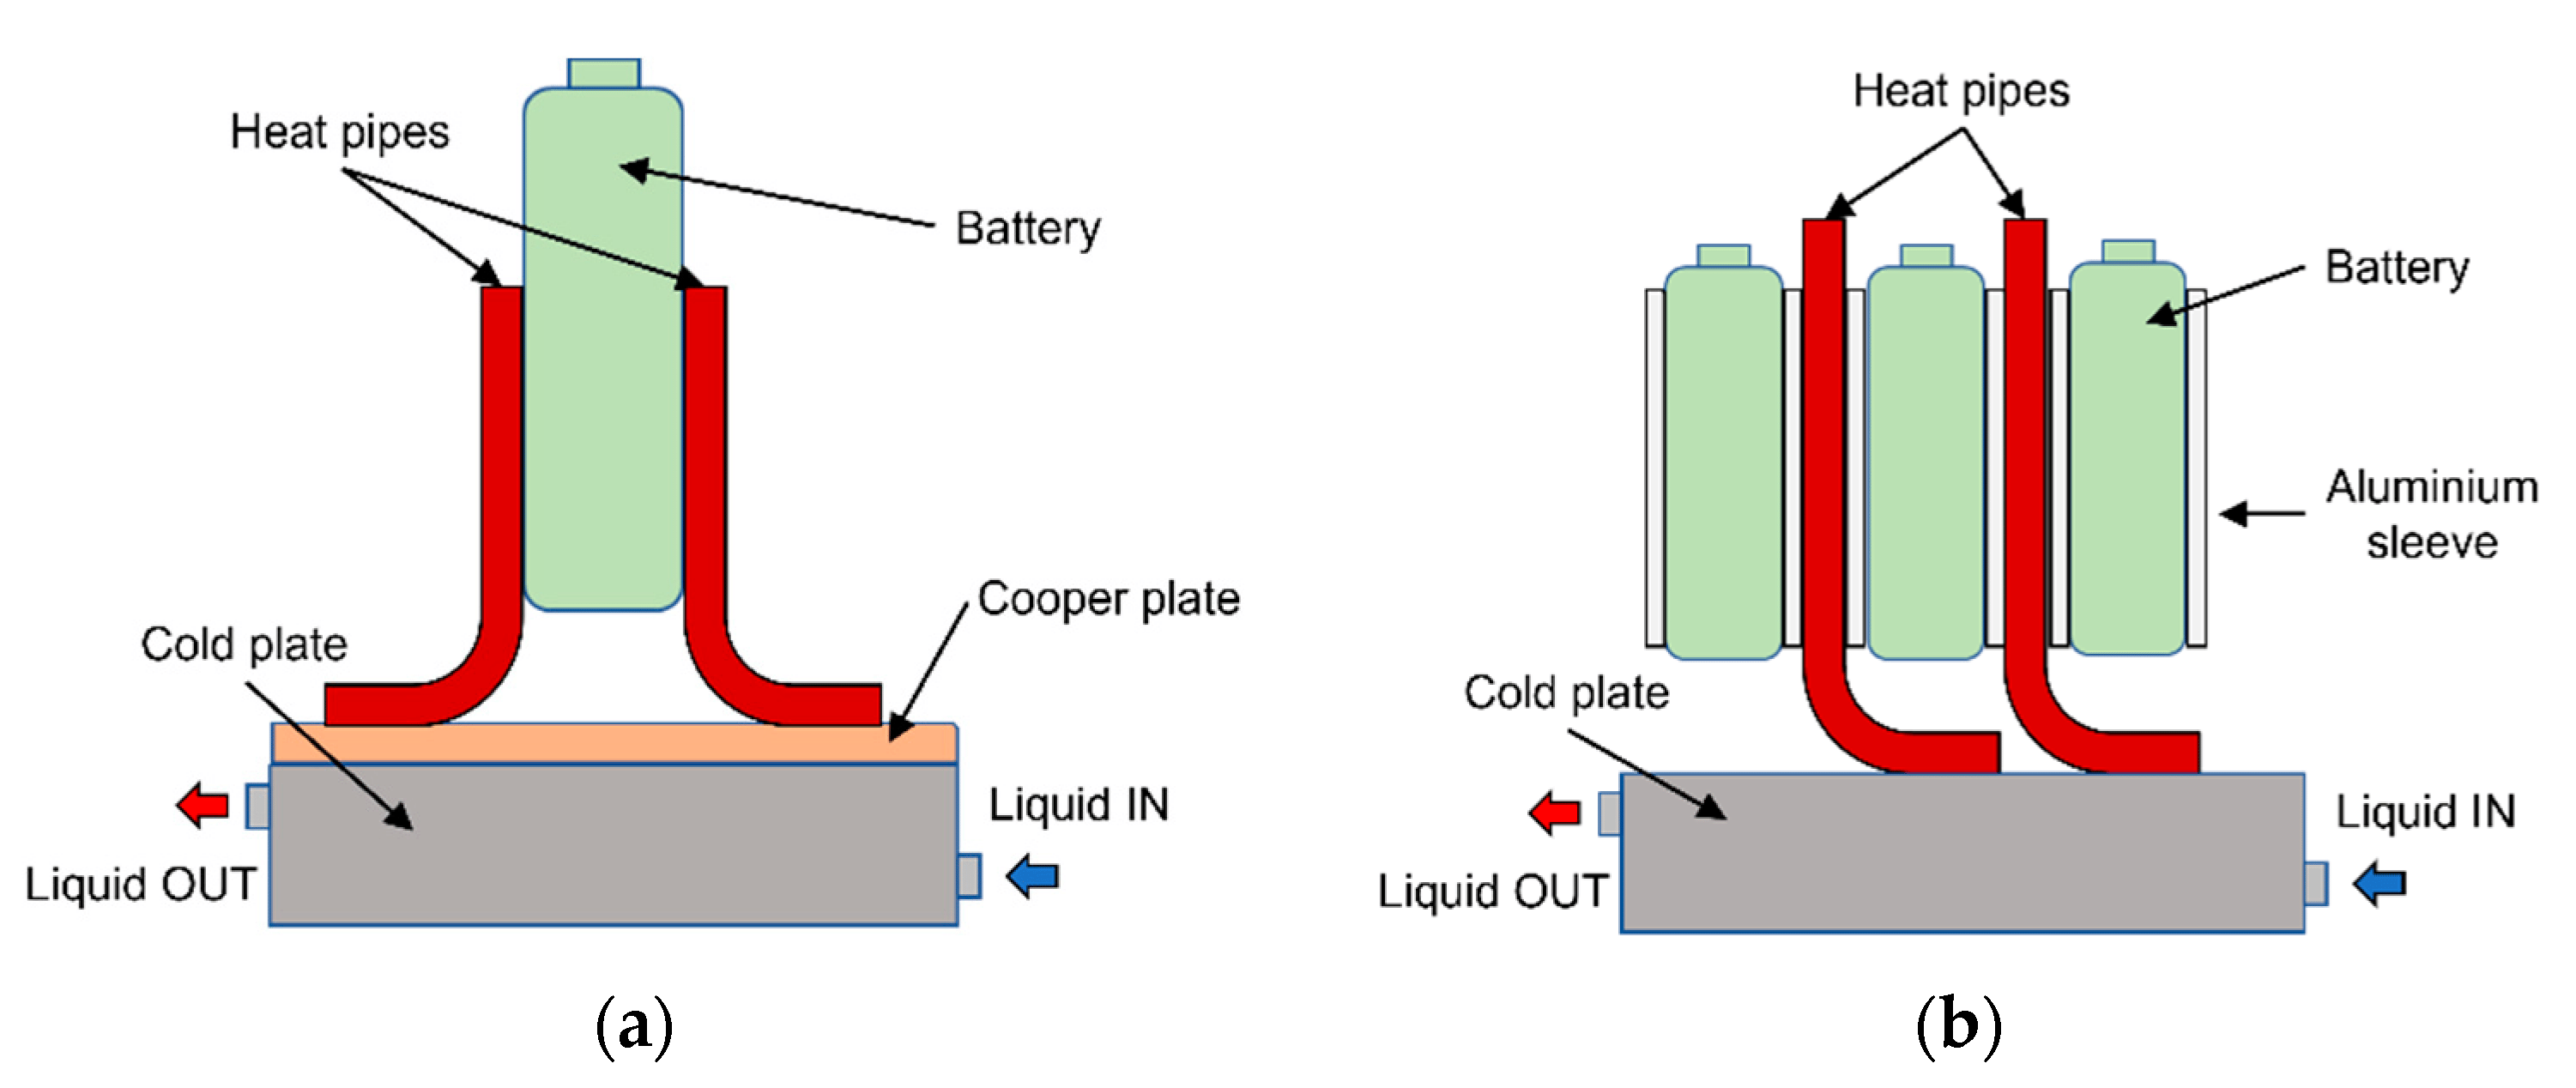 Heat pipes
Battery
Cooper plate
Cold plate
Liquid IN
Liquid OUT
(a)
Heat pipes
Battery
Aluminium
sleeve
Cold plate
Liquid IN
Liquid OUT
(b)